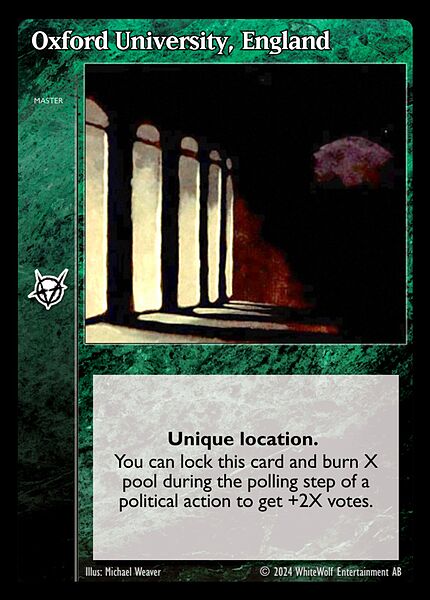 Oxford University, England
MASTER
Unique location.
You can lock this card and burn X
pool during the polling step of a
political action to get +2X votes.
Illus: Michael Weaver © 2024 WhiteWolf Entertainment AB